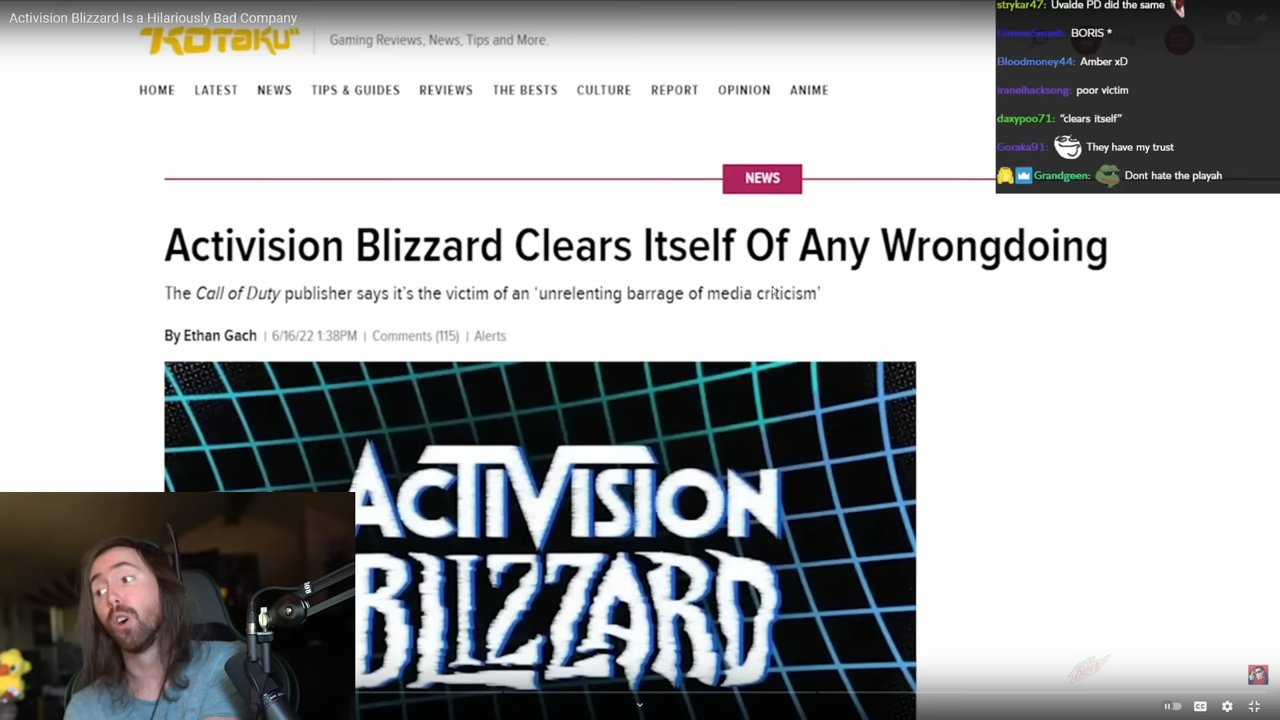 Activision Blizzard Is a Hilariously Bad Company
KOTAKU
Gaming Reviews, News, Tips and More.
HOME LATEST NEWS TIPS & GUIDES REVIEWS THE BESTS CULTURE REPORT OPINION ANIME
strykar47: Uvalde PD did the same
BORIS *
Bloodmoney44: Amber xD
iranelhacksong: poor victim
daxypoo71: “clears itself”
Goraka91: They have my trust
Grandgeen: Dont hate the playah
NEWS
Activision Blizzard Clears Itself Of Any Wrongdoing
The Call of Duty publisher says it’s the victim of an ‘unrelenting barrage of media criticism’
By Ethan Gach | 6/16/22 1:38PM | Comments (115) | Alerts
ACTIVISION
BLIZZARD
CC